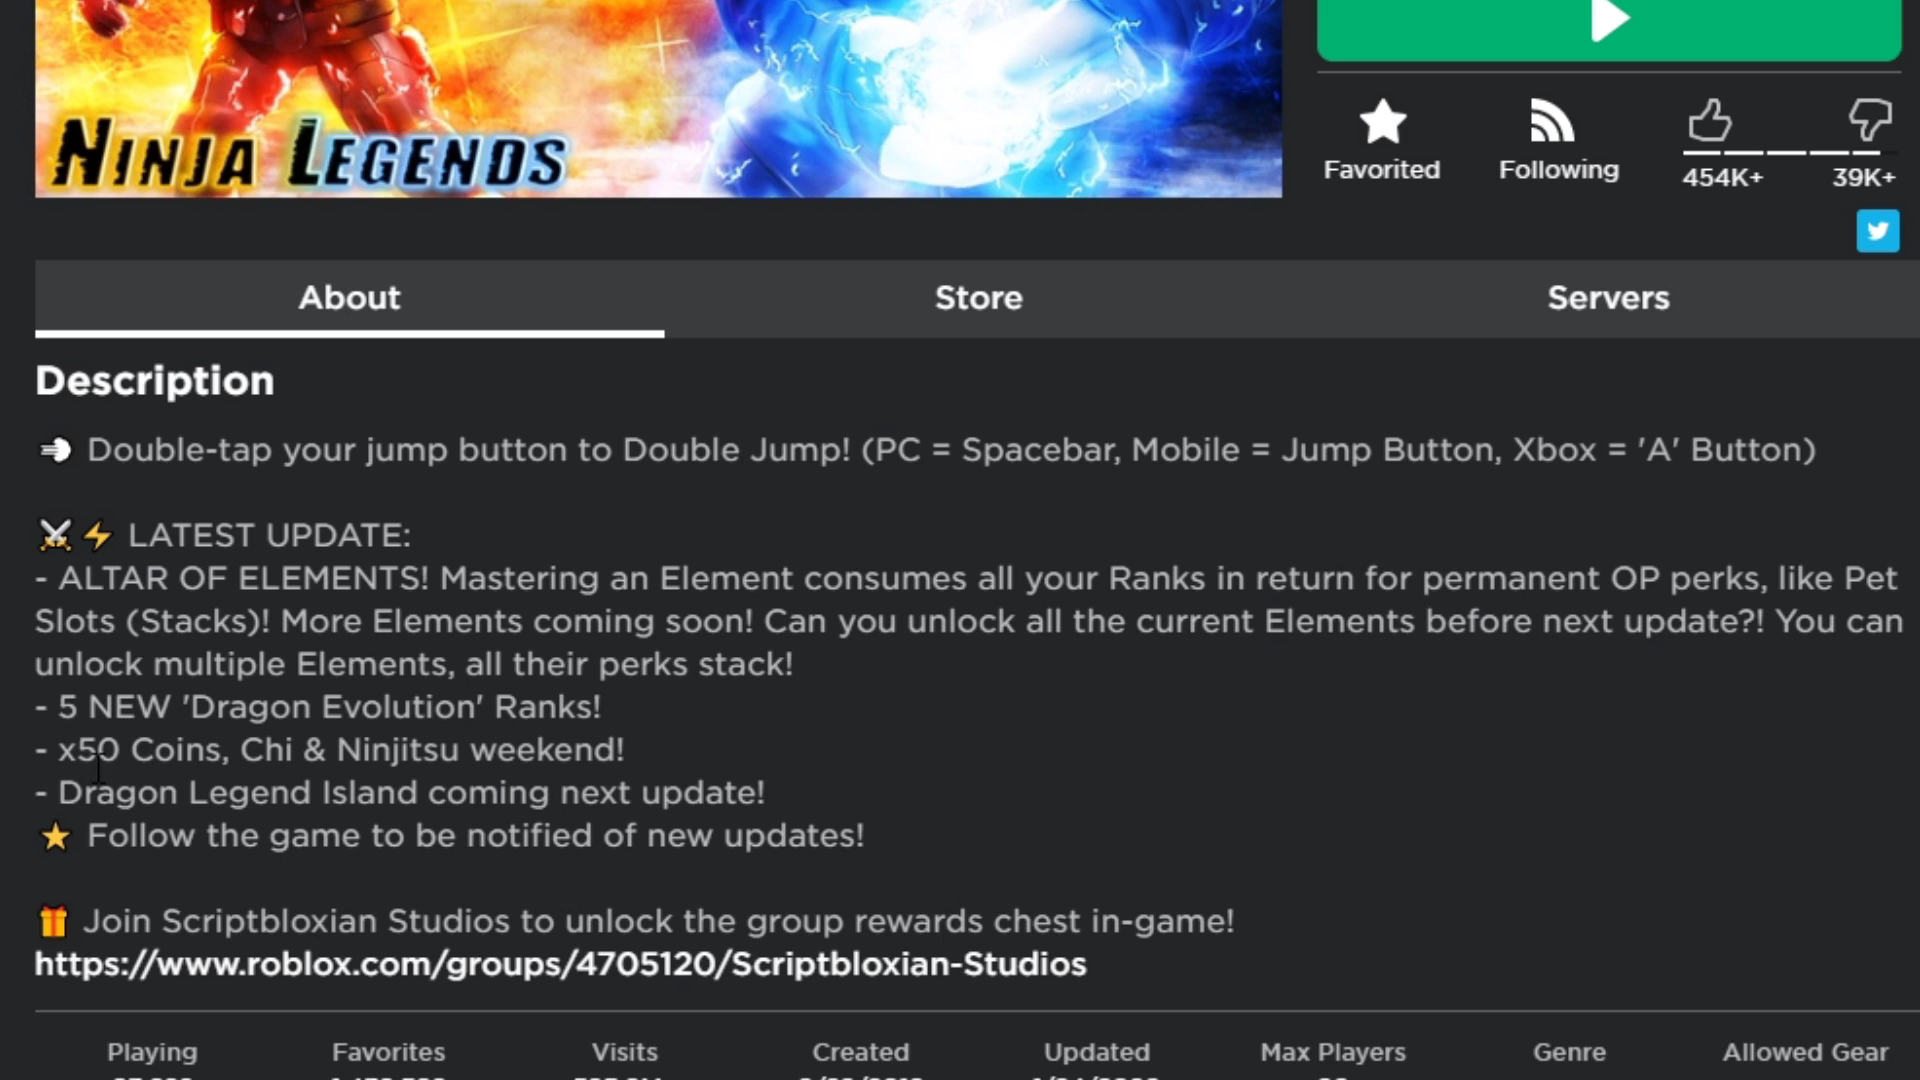 NINJA LEGENDS
Favorited
Following
454K+
39K+
About
Store
Servers
Description
Double-tap your jump button to Double Jump! (PC = Spacebar, Mobile = Jump Button, Xbox = 'A' Button)
LATEST UPDATE:
- ALTAR OF ELEMENTS! Mastering an Element consumes all your Ranks in return for permanent OP perks, like Pet
Slots (Stacks)! More Elements coming soon! Can you unlock all the current Elements before next update?! You can
unlock multiple Elements, all their perks stack!
- 5 NEW 'Dragon Evolution' Ranks!
- x50 Coins, Chi & Ninjitsu weekend!
- Dragon Legend Island coming next update!
Follow the game to be notified of new updates!
Join Scriptbloxian Studios to unlock the group rewards chest in-game!
https://www.roblox.com/groups/4705120/Scriptbloxian-Studios
Playing
Favorites
Visits
Created
Updated
Max Players
Genre
Allowed Gear